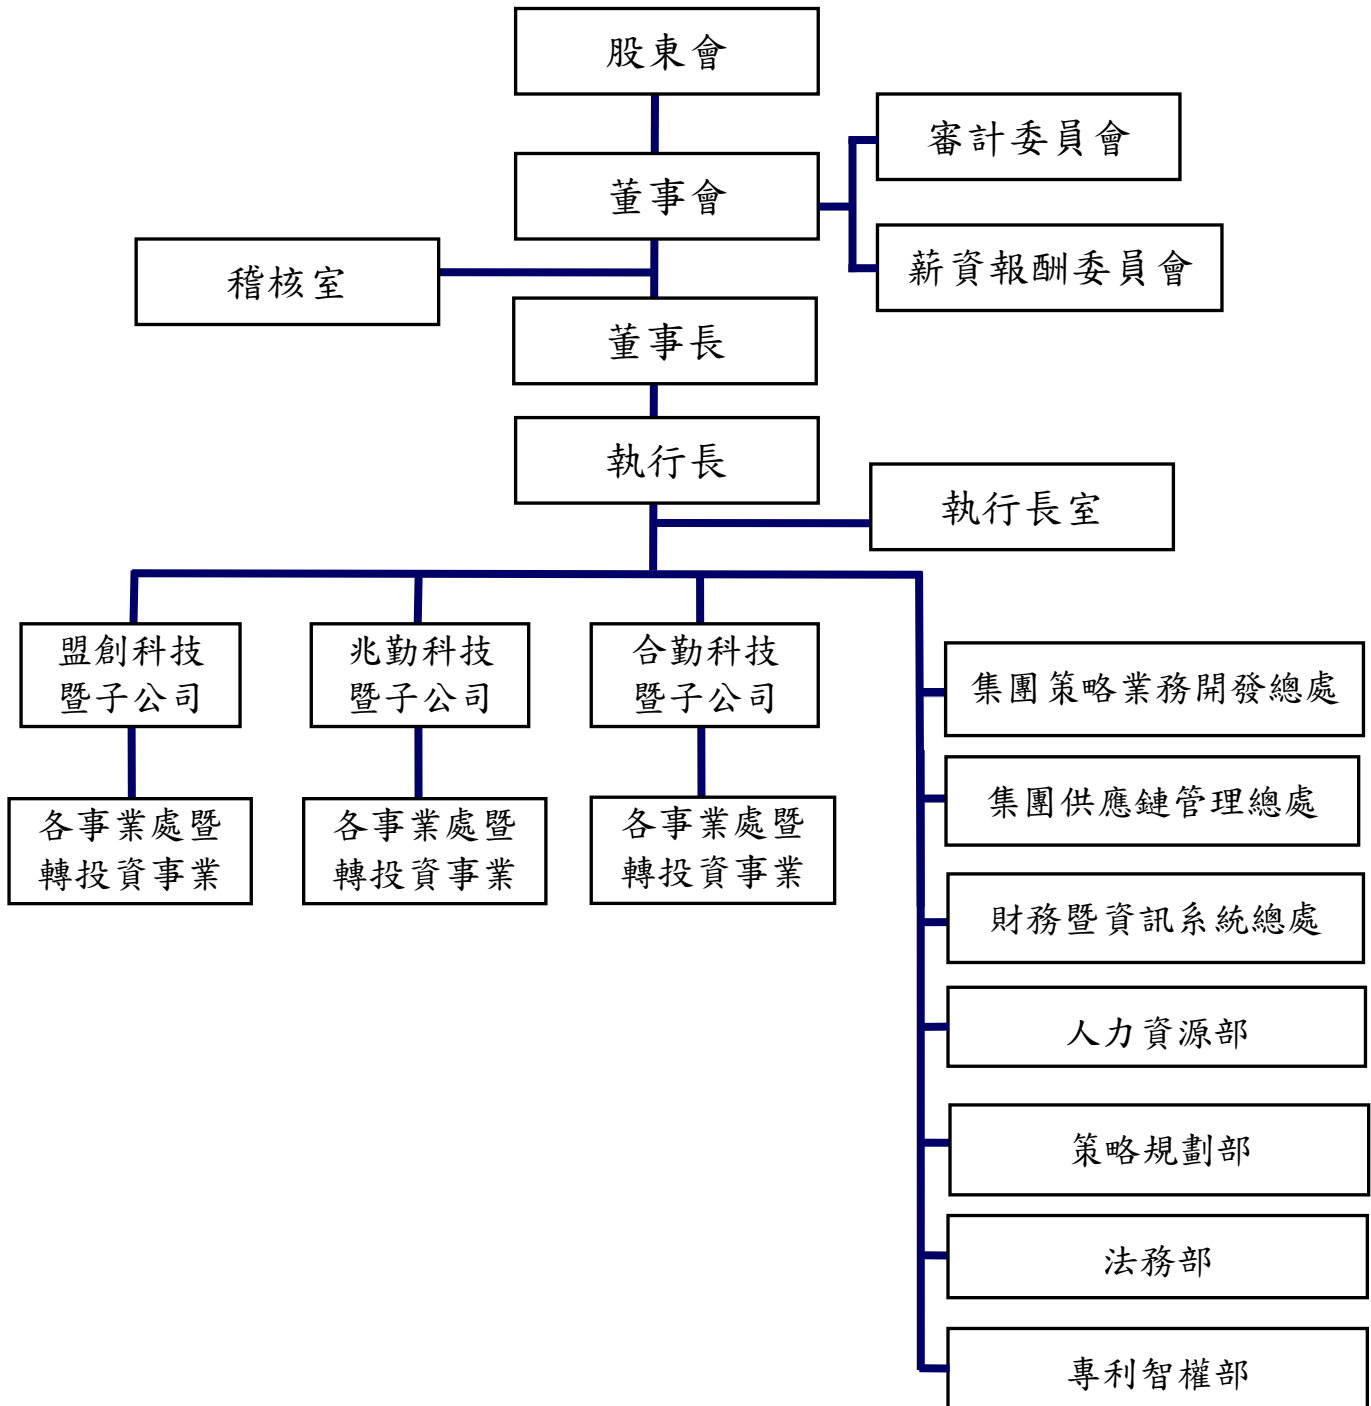 股東會
審計委員會
董事會
薪資報酬委員會
稽核室
董事長
執行長
執行長室
盟創科技
暨子公司
兆勤科技
暨子公司
合勤科技
暨子公司
各事業處暨
轉投資事業
各事業處暨
轉投資事業
各事業處暨
轉投資事業
集團策略業務開發總處
集團供應鏈管理總處
財務暨資訊系統總處
人力資源部
策略規劃部
法務部
專利智權部